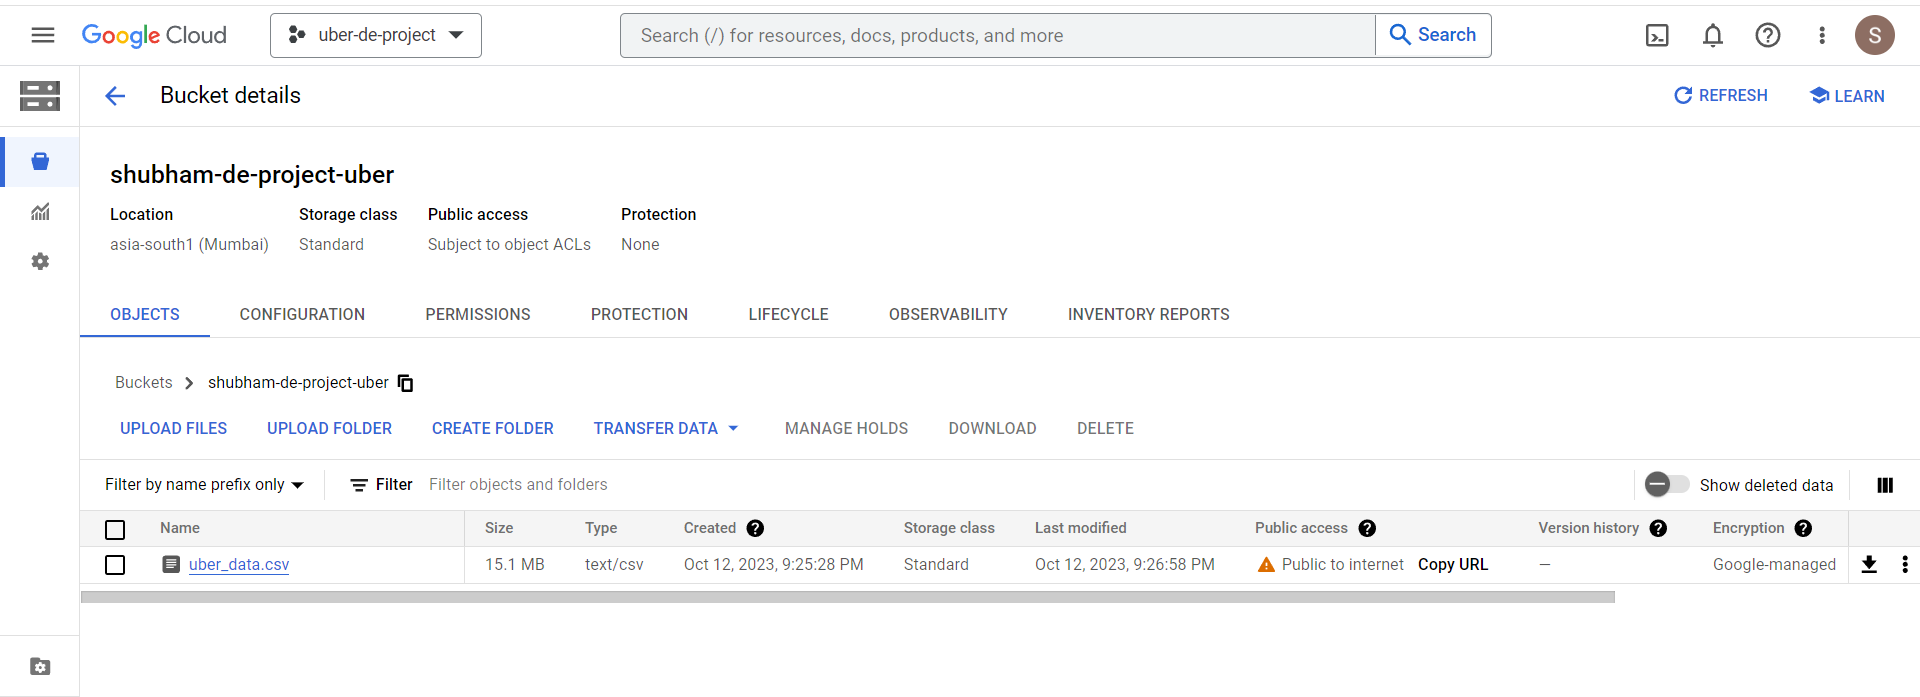 Google Cloud uber-de-project Search (/) for resources, docs, products, and more Search S
Bucket details REFRESH LEARN
shubham-de-project-uber
Location Storage class Public access Protection
asia-south1 (Mumbai) Standard Subject to object ACLs None
OBJECTS CONFIGURATION PERMISSIONS PROTECTION LIFECYCLE OBSERVABILITY INVENTORY REPORTS
Buckets shubham-de-project-uber
UPLOAD FILES UPLOAD FOLDER CREATE FOLDER TRANSFER DATA MANAGE HOLDS DOWNLOAD DELETE
Filter by name prefix only Filter Filter objects and folders Show deleted data
Name Size Type Created Storage class Last modified Public access Version history Encryption
uber_data.csv 15.1 MB text/csv Oct 12, 2023, 9:25:28 PM Standard Oct 12, 2023, 9:26:58 PM Public to internet Copy URL — Google-managed